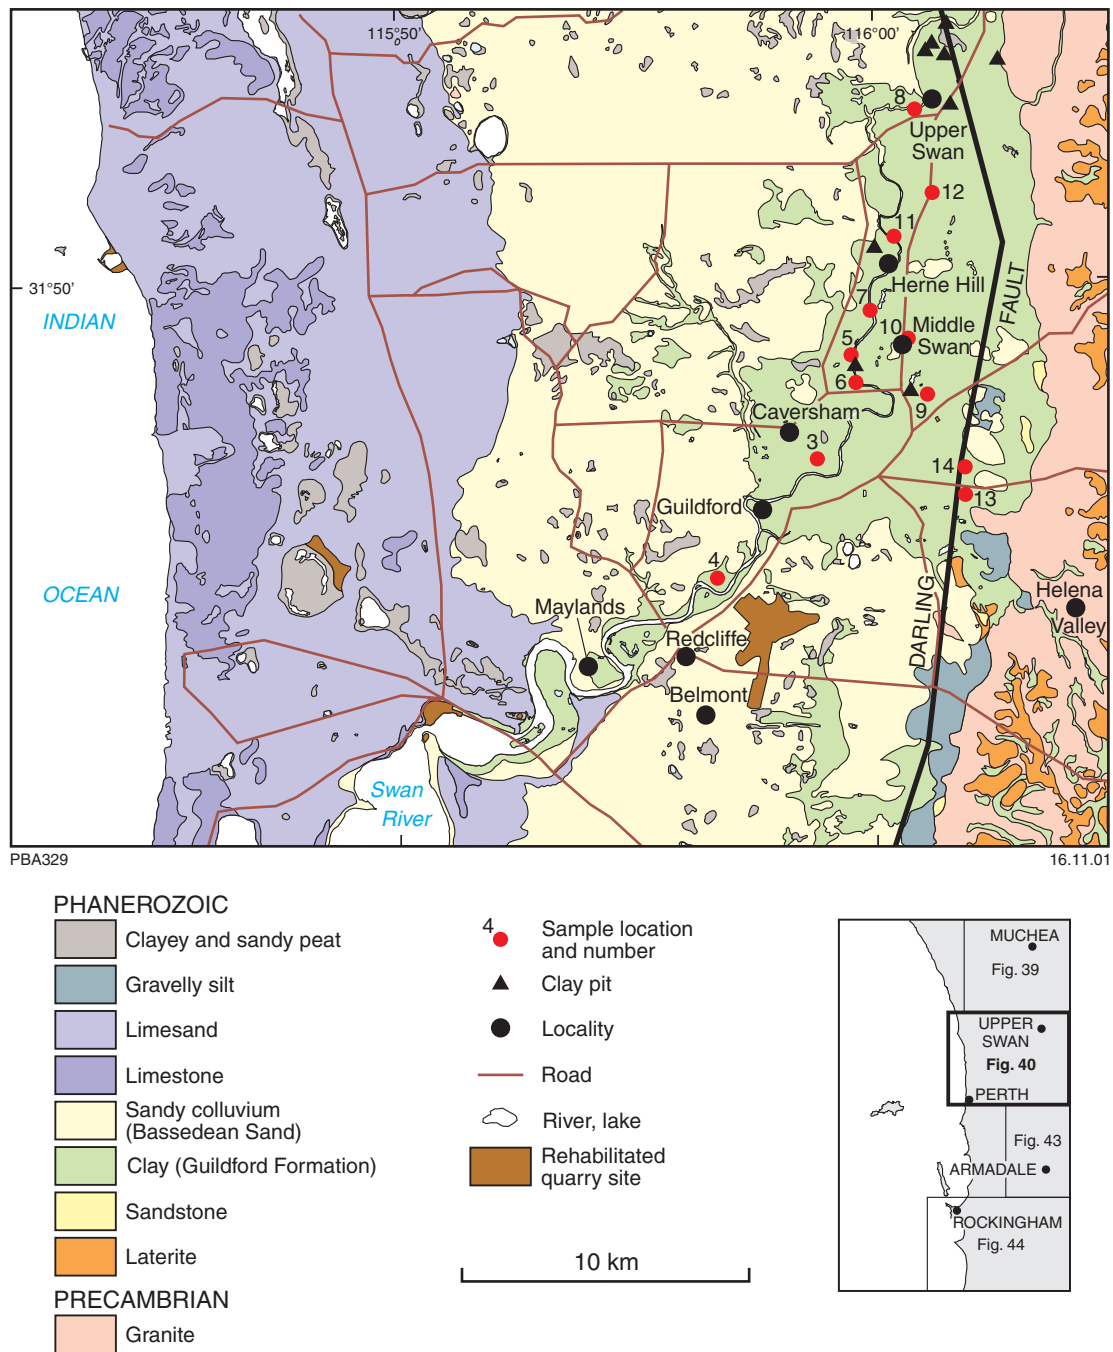 115°50'
116°00'
8
Upper
Swan
12
11
31°50'
INDIAN
Herne Hill
FAULT
7
10
Middle
Swan
5
6
9
Caversham
3
14
13
Guildford
4
OCEAN
DARLING
Helena
Valley
Maylands
Redcliffe
Belmont
Swan
River
PBA329
16.11.01
PHANEROZOIC
Clayey and sandy peat
Gravelly silt
Limesand
Limestone
Sandy colluvium
(Bassedean Sand)
Clay (Guildford Formation)
Sandstone
Laterite
PRECAMBRIAN
Granite
4
Sample location
and number
Clay pit
Locality
Road
River, lake
Rehabilitated
quarry site
10 km
MUCHEA
Fig. 39
UPPER
SWAN
Fig. 40
PERTH
Fig. 43
ARMADALE
ROCKINGHAM
Fig. 44